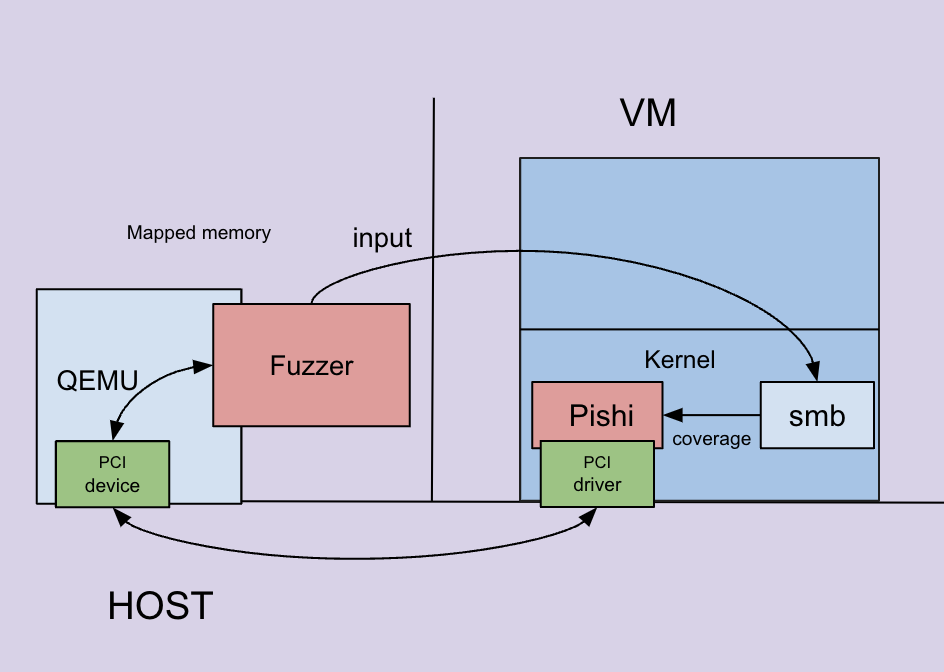 VM
Mapped memory
input
Kernel
QEMU
Fuzzer
Pishi
smb
coverage
PCI
device
PCI
driver
HOST